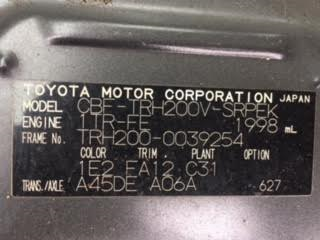 TOYOTA MOTOR CORPORATION JAPAN
MODEL CBF-TRH200V-SRPEK
ENGINE 1TR-FE 1998 mL
FRAME No. TRH200-0039254
COLOR TRIM PLANT OPTION
1E2 FA12 C31
TRANS./AXLE A45DE A06A 627